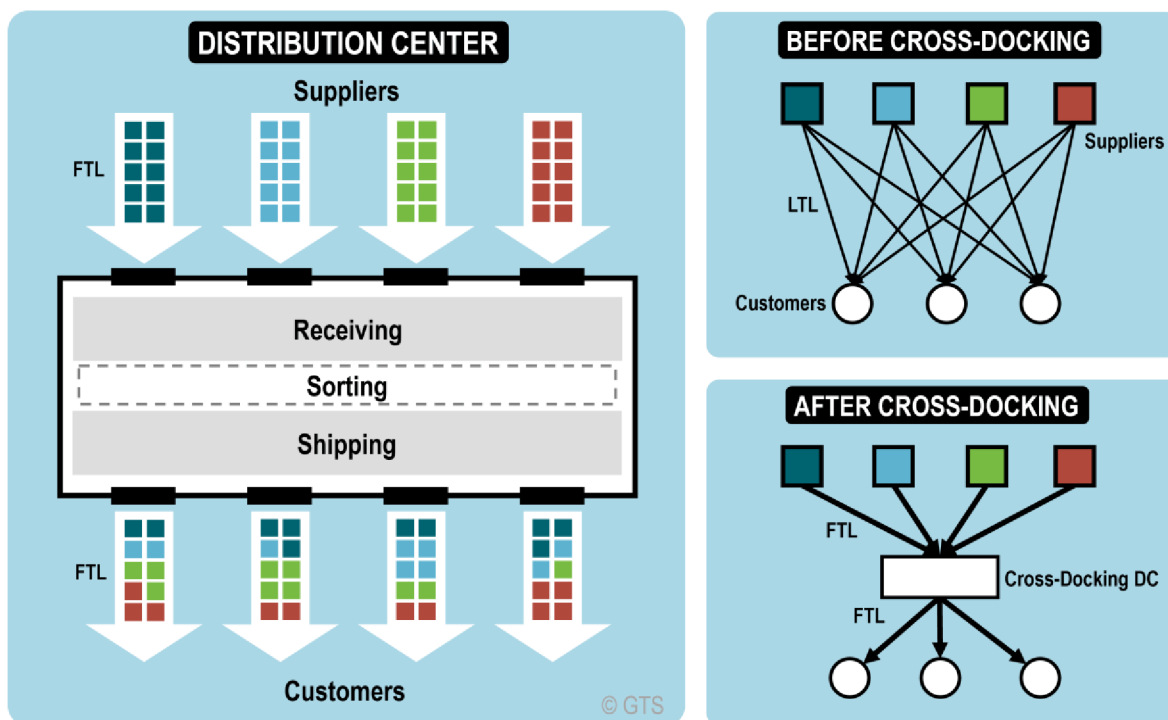 DISTRIBUTION CENTER
Suppliers
FTL
Receiving
Sorting
Shipping
FTL
Customers
© GTS
BEFORE CROSS-DOCKING
Suppliers
LTL
Customers
AFTER CROSS-DOCKING
FTL
Cross-Docking DC
FTL